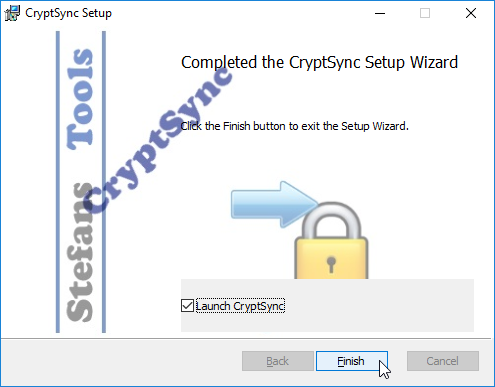 CryptSync Setup
Completed the CryptSync Setup Wizard
Click the Finish button to exit the Setup Wizard.
Stefans Tools
CryptSync
Launch CryptSync
Back
Finish
Cancel